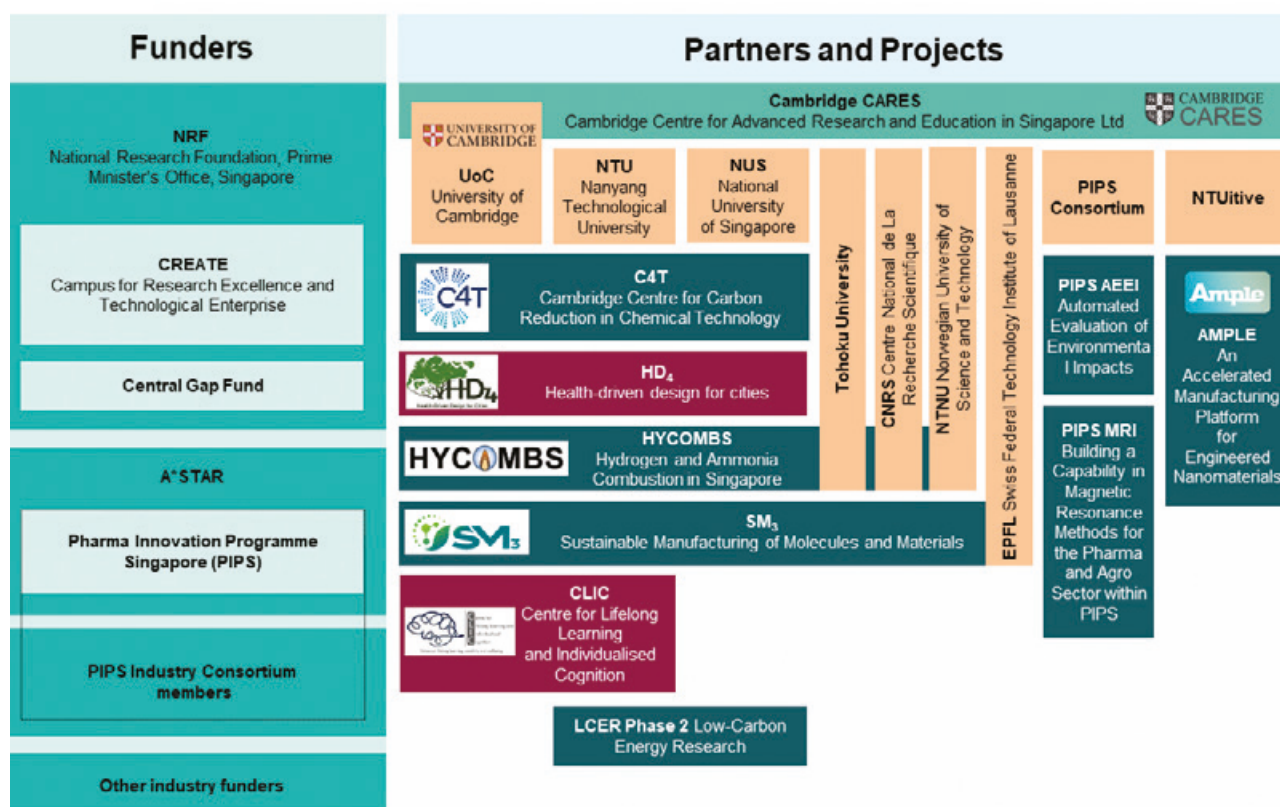 Funders
NRF
National Research Foundation, Prime
Minister's Office, Singapore
CREATE
Campus for Research Excellence and
Technological Enterprise
Central Gap Fund
A*STAR
Pharma Innovation Programme
Singapore (PIPS)
PIPS Industry Consortium
members
Other industry funders
Partners and Projects
Cambridge CARES
Cambridge Centre for Advanced Research and Education in Singapore Ltd
CAMBRIDGE
CARES
UNIVERSITY OF
CAMBRIDGE
UoC
University of
Cambridge
NTU
Nanyang
Technological
University
NUS
National
University
of Singapore
Tohoku University
CNRS Centre National de La
Recherche Scientifique
NTNU Norwegian University of
Science and Technology
EPFL Swiss Federal Technology Institute of Lausanne
PIPS
Consortium
NTUitive
C4T
C4T
Cambridge Centre for Carbon
Reduction in Chemical Technology
HD4
Health-Driven Design for Cities
HD₄
Health-driven design for cities
HYCOMBS
HYCOMBS
Hydrogen and Ammonia
Combustion in Singapore
SM3
SM₃
Sustainable Manufacturing of Molecules and Materials
CLIC
Centre for Lifelong
Learning
and Individualised
Cognition
LCER Phase 2 Low-Carbon
Energy Research
PIPS AEEI
Automated
Evaluation of
Environmenta
l Impacts
PIPS MRI
Building a
Capability in
Magnetic
Resonance
Methods for
the Pharma
and Agro
Sector within
PIPS
Ample
AMPLE
An
Accelerated
Manufacturing
Platform
for
Engineered
Nanomaterials